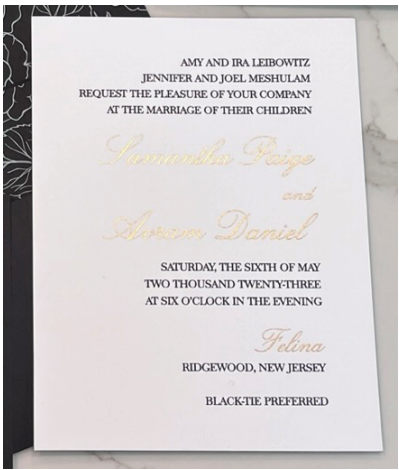 AMY AND IRA LEIBOWITZ
JENNIFER AND JOEL MESHULAM
REQUEST THE PLEASURE OF YOUR COMPANY
AT THE MARRIAGE OF THEIR CHILDREN
Samantha Paige
and
Avram Daniel
SATURDAY, THE SIXTH OF MAY
TWO THOUSAND TWENTY-THREE
AT SIX O'CLOCK IN THE EVENING
Felina
RIDGEWOOD, NEW JERSEY
BLACK-TIE PREFERRED